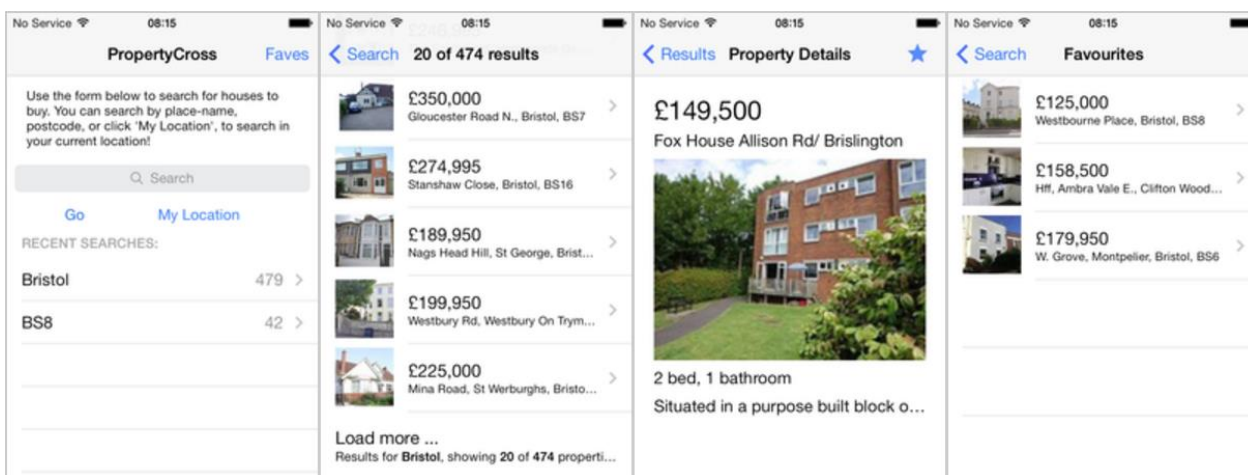 No Service 08:15
PropertyCross Faves
Use the form below to search for houses to
buy. You can search by place-name,
postcode, or click 'My Location', to search in
your current location!
Search
Go My Location
RECENT SEARCHES:
Bristol 479
BS8 42
No Service 08:15
Search 20 of 474 results
£350,000
Gloucester Road N., Bristol, BS7
£274,995
Stanshaw Close, Bristol, BS16
£189,950
Nags Head Hill, St George, Brist...
£199,950
Westbury Rd, Westbury On Trym...
£225,000
Mina Road, St Werburghs, Bristo...
Load more ...
Results for Bristol, showing 20 of 474 properti...
No Service 08:15
Results Property Details
£149,500
Fox House Allison Rd/ Brislington
2 bed, 1 bathroom
Situated in a purpose built block o...
No Service 08:15
Search Favourites
£125,000
Westbourne Place, Bristol, BS8
£158,500
Hff, Ambra Vale E., Clifton Wood...
£179,950
W. Grove, Montpelier, Bristol, BS6